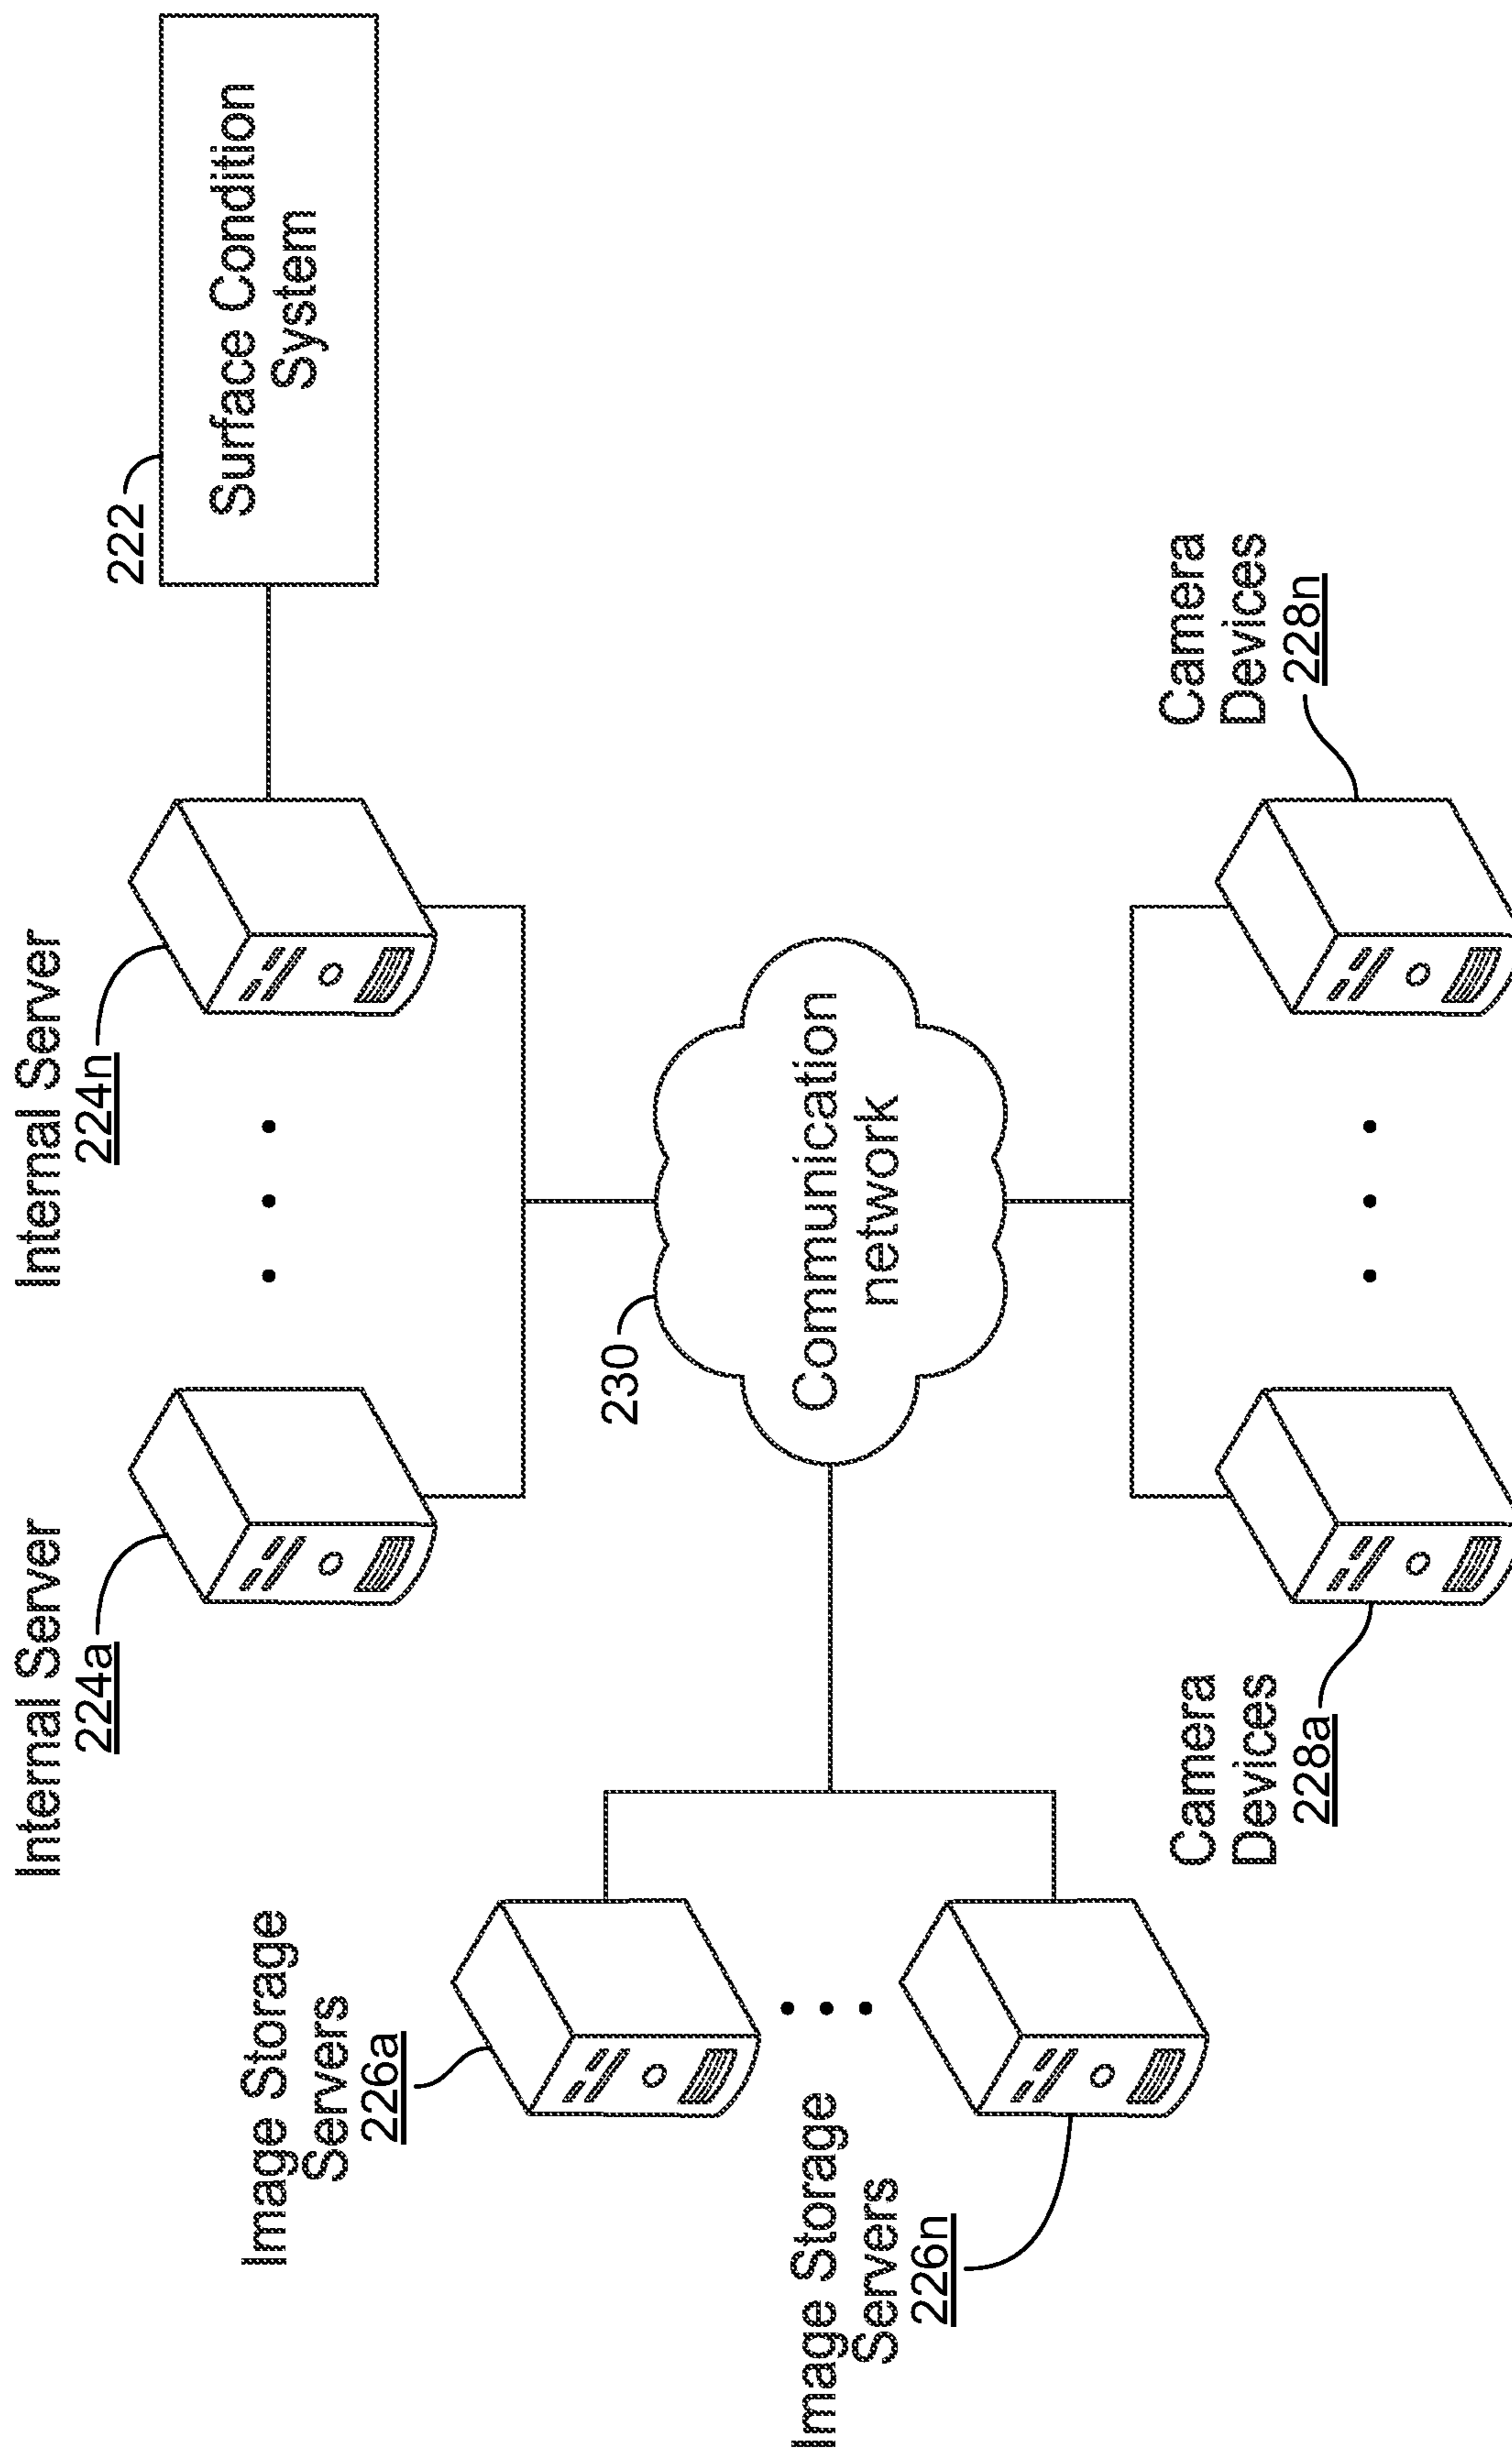 Internal Server
224a
Internal Server
224n
222
Surface Condition
System
Image Storage
Servers
226a
230
Communication
network
Image Storage
Servers
226n
Camera
Devices
228a
Camera
Devices
228n